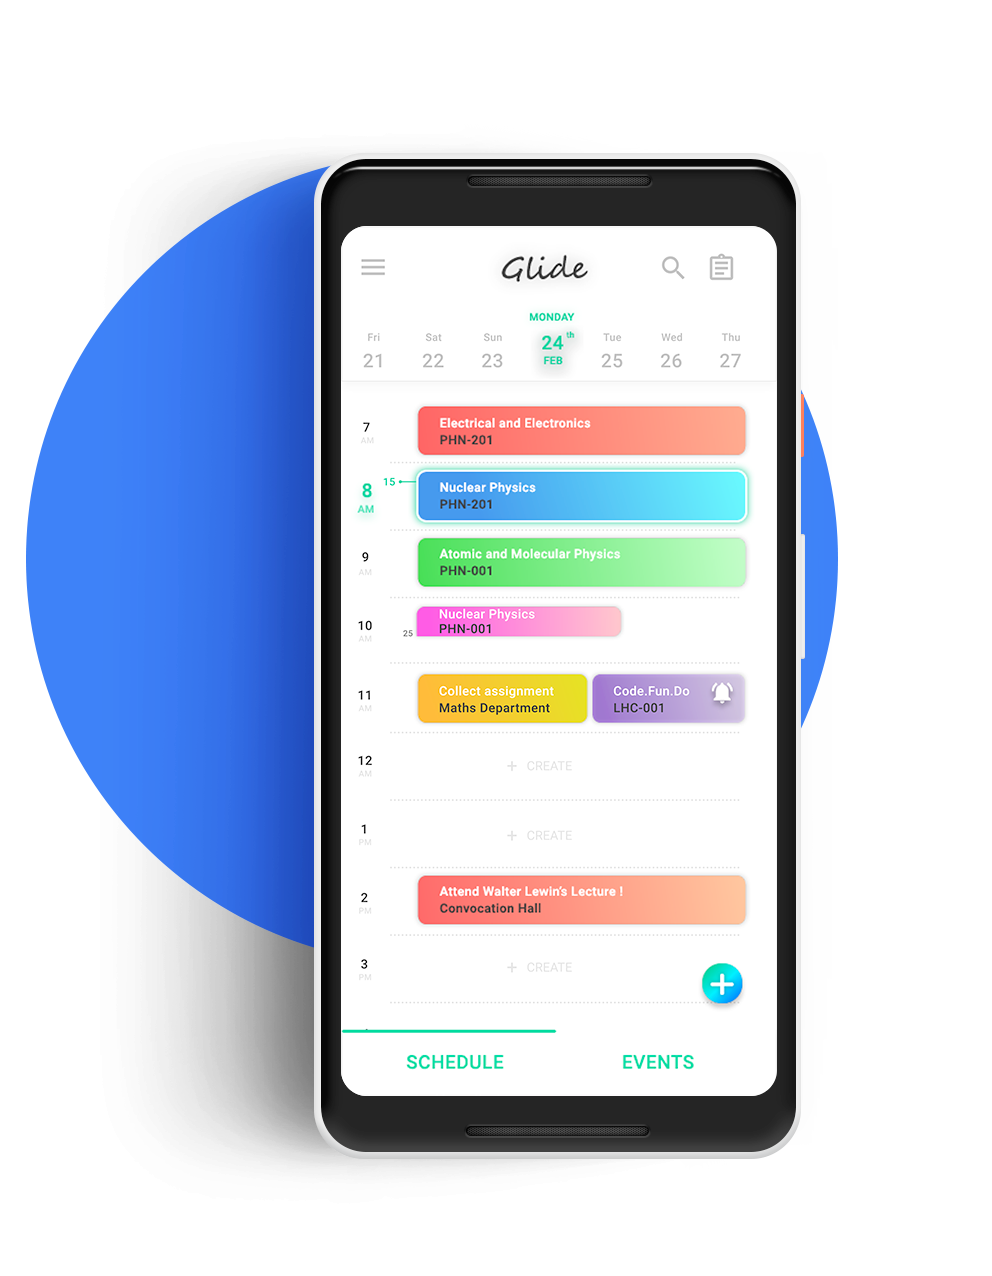 Glide
MONDAY
Fri Sat Sun 24th Tue Wed Thu
21 22 23 FEB 25 26 27
7 AM
Electrical and Electronics
PHN-201
8 AM
15
Nuclear Physics
PHN-201
9 AM
Atomic and Molecular Physics
PHN-001
10 AM
25
Nuclear Physics
PHN-001
11 AM
Collect assignment
Maths Department
Code.Fun.Do
LHC-001
12 AM
+ CREATE
1 PM
+ CREATE
2 PM
Attend Walter Lewin's Lecture !
Convocation Hall
3 PM
+ CREATE
SCHEDULE EVENTS